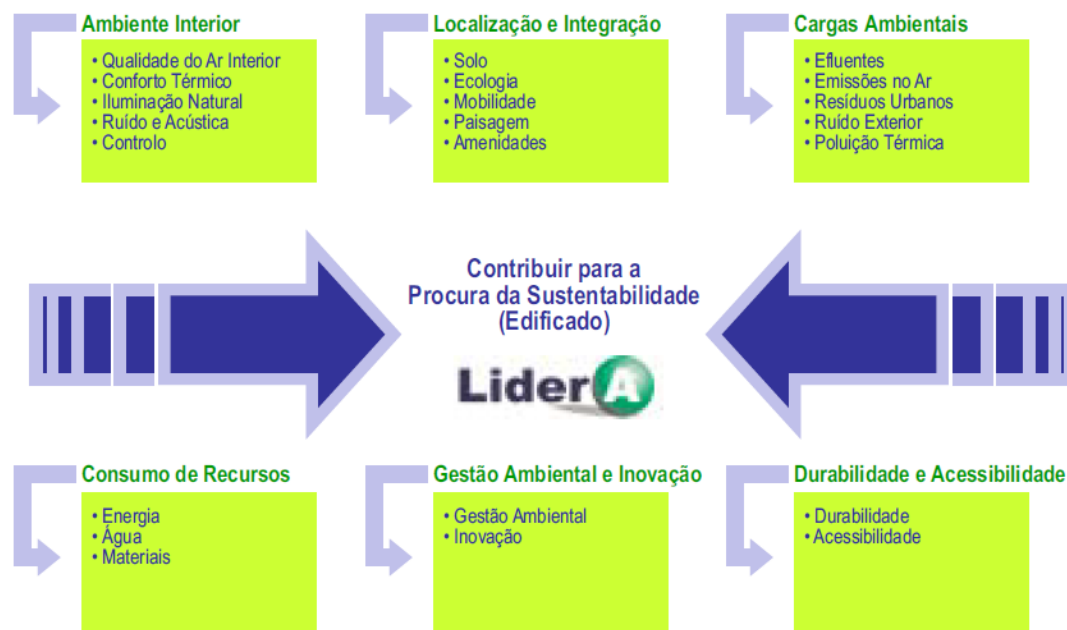 Ambiente Interior
• Qualidade do Ar Interior
• Conforto Térmico
• Iluminação Natural
• Ruído e Acústica
• Controlo
Localização e Integração
• Solo
• Ecologia
• Mobilidade
• Paisagem
• Amenidades
Cargas Ambientais
• Efluentes
• Emissões no Ar
• Resíduos Urbanos
• Ruído Exterior
• Poluição Térmica
Contribuir para a
Procura da Sustentabilidade
(Edificado)
LiderA
Consumo de Recursos
• Energia
• Água
• Materiais
Gestão Ambiental e Inovação
• Gestão Ambiental
• Inovação
Durabilidade e Acessibilidade
• Durabilidade
• Acessibilidade